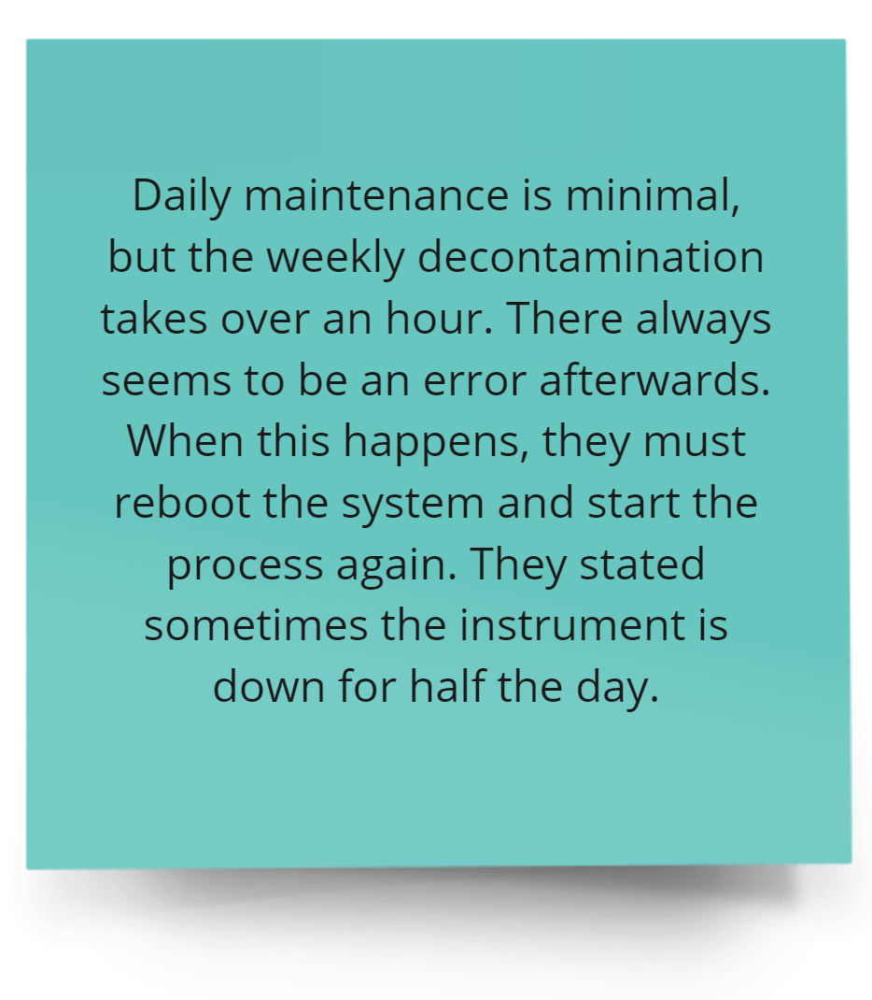 Daily maintenance is minimal,
but the weekly decontamination
takes over an hour. There always
seems to be an error afterwards.
When this happens, they must
reboot the system and start the
process again. They stated
sometimes the instrument is
down for half the day.